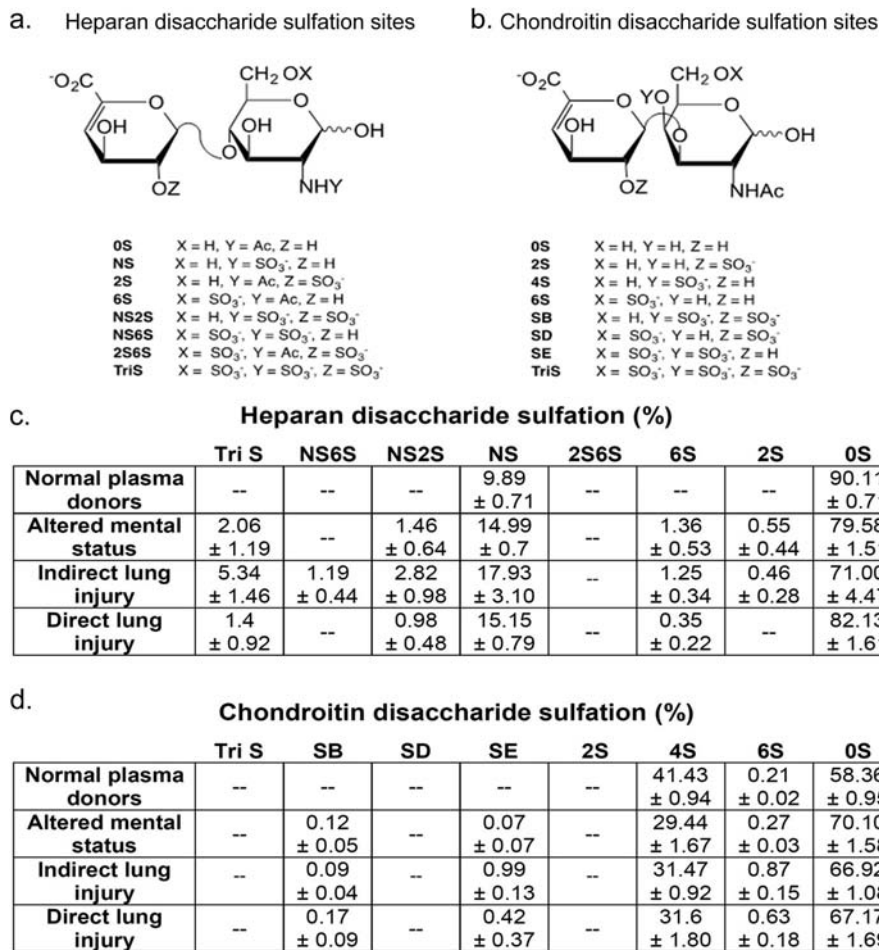 a. Heparan disaccharide sulfation sites
b. Chondroitin disaccharide sulfation sites
⁻O₂C
CH₂OX
O
O
OH
OH
OH
O
OZ
NHY
⁻O₂C
CH₂OX
YO
O
O
OH
O
OH
OZ
NHAc
0S X = H, Y = Ac, Z = H
NS X = H, Y = SO₃⁻, Z = H
2S X = H, Y = Ac, Z = SO₃⁻
6S X = SO₃⁻, Y = Ac, Z = H
NS2S X = H, Y = SO₃⁻, Z = SO₃⁻
NS6S X = SO₃⁻, Y = SO₃⁻, Z = H
2S6S X = SO₃⁻, Y = Ac, Z = SO₃⁻
TriS X = SO₃⁻, Y = SO₃⁻, Z = SO₃⁻
0S X = H, Y = H, Z = H
2S X = H, Y = H, Z = SO₃⁻
4S X = H, Y = SO₃⁻, Z = H
6S X = SO₃⁻, Y = H, Z = H
SB X = H, Y = SO₃⁻, Z = SO₃⁻
SD X = SO₃⁻, Y = H, Z = SO₃⁻
SE X = SO₃⁻, Y = SO₃⁻, Z = H
TriS X = SO₃⁻, Y = SO₃⁻, Z = SO₃⁻
c. Heparan disaccharide sulfation (%)
Tri S NS6S NS2S NS 2S6S 6S 2S 0S
Normal plasma donors -- -- -- 9.89 ± 0.71 -- -- -- 90.11 ± 0.7
Altered mental status 2.06 ± 1.19 -- 1.46 ± 0.64 14.99 ± 0.7 -- 1.36 ± 0.53 0.55 ± 0.44 79.58 ± 1.5
Indirect lung injury 5.34 ± 1.46 1.19 ± 0.44 2.82 ± 0.98 17.93 ± 3.10 -- 1.25 ± 0.34 0.46 ± 0.28 71.00 ± 4.4
Direct lung injury 1.4 ± 0.92 -- 0.98 ± 0.48 15.15 ± 0.79 -- 0.35 ± 0.22 -- 82.13 ± 1.6
d. Chondroitin disaccharide sulfation (%)
Tri S SB SD SE 2S 4S 6S 0S
Normal plasma donors -- -- -- -- -- 41.43 ± 0.94 0.21 ± 0.02 58.36 ± 0.95
Altered mental status -- 0.12 ± 0.05 -- 0.07 ± 0.07 -- 29.44 ± 1.67 0.27 ± 0.03 70.10 ± 1.58
Indirect lung injury -- 0.09 ± 0.04 -- 0.99 ± 0.13 -- 31.47 ± 0.92 0.87 ± 0.15 66.92 ± 1.08
Direct lung injury -- 0.17 ± 0.09 -- 0.42 ± 0.37 -- 31.6 ± 1.80 0.63 ± 0.18 67.17 ± 1.69